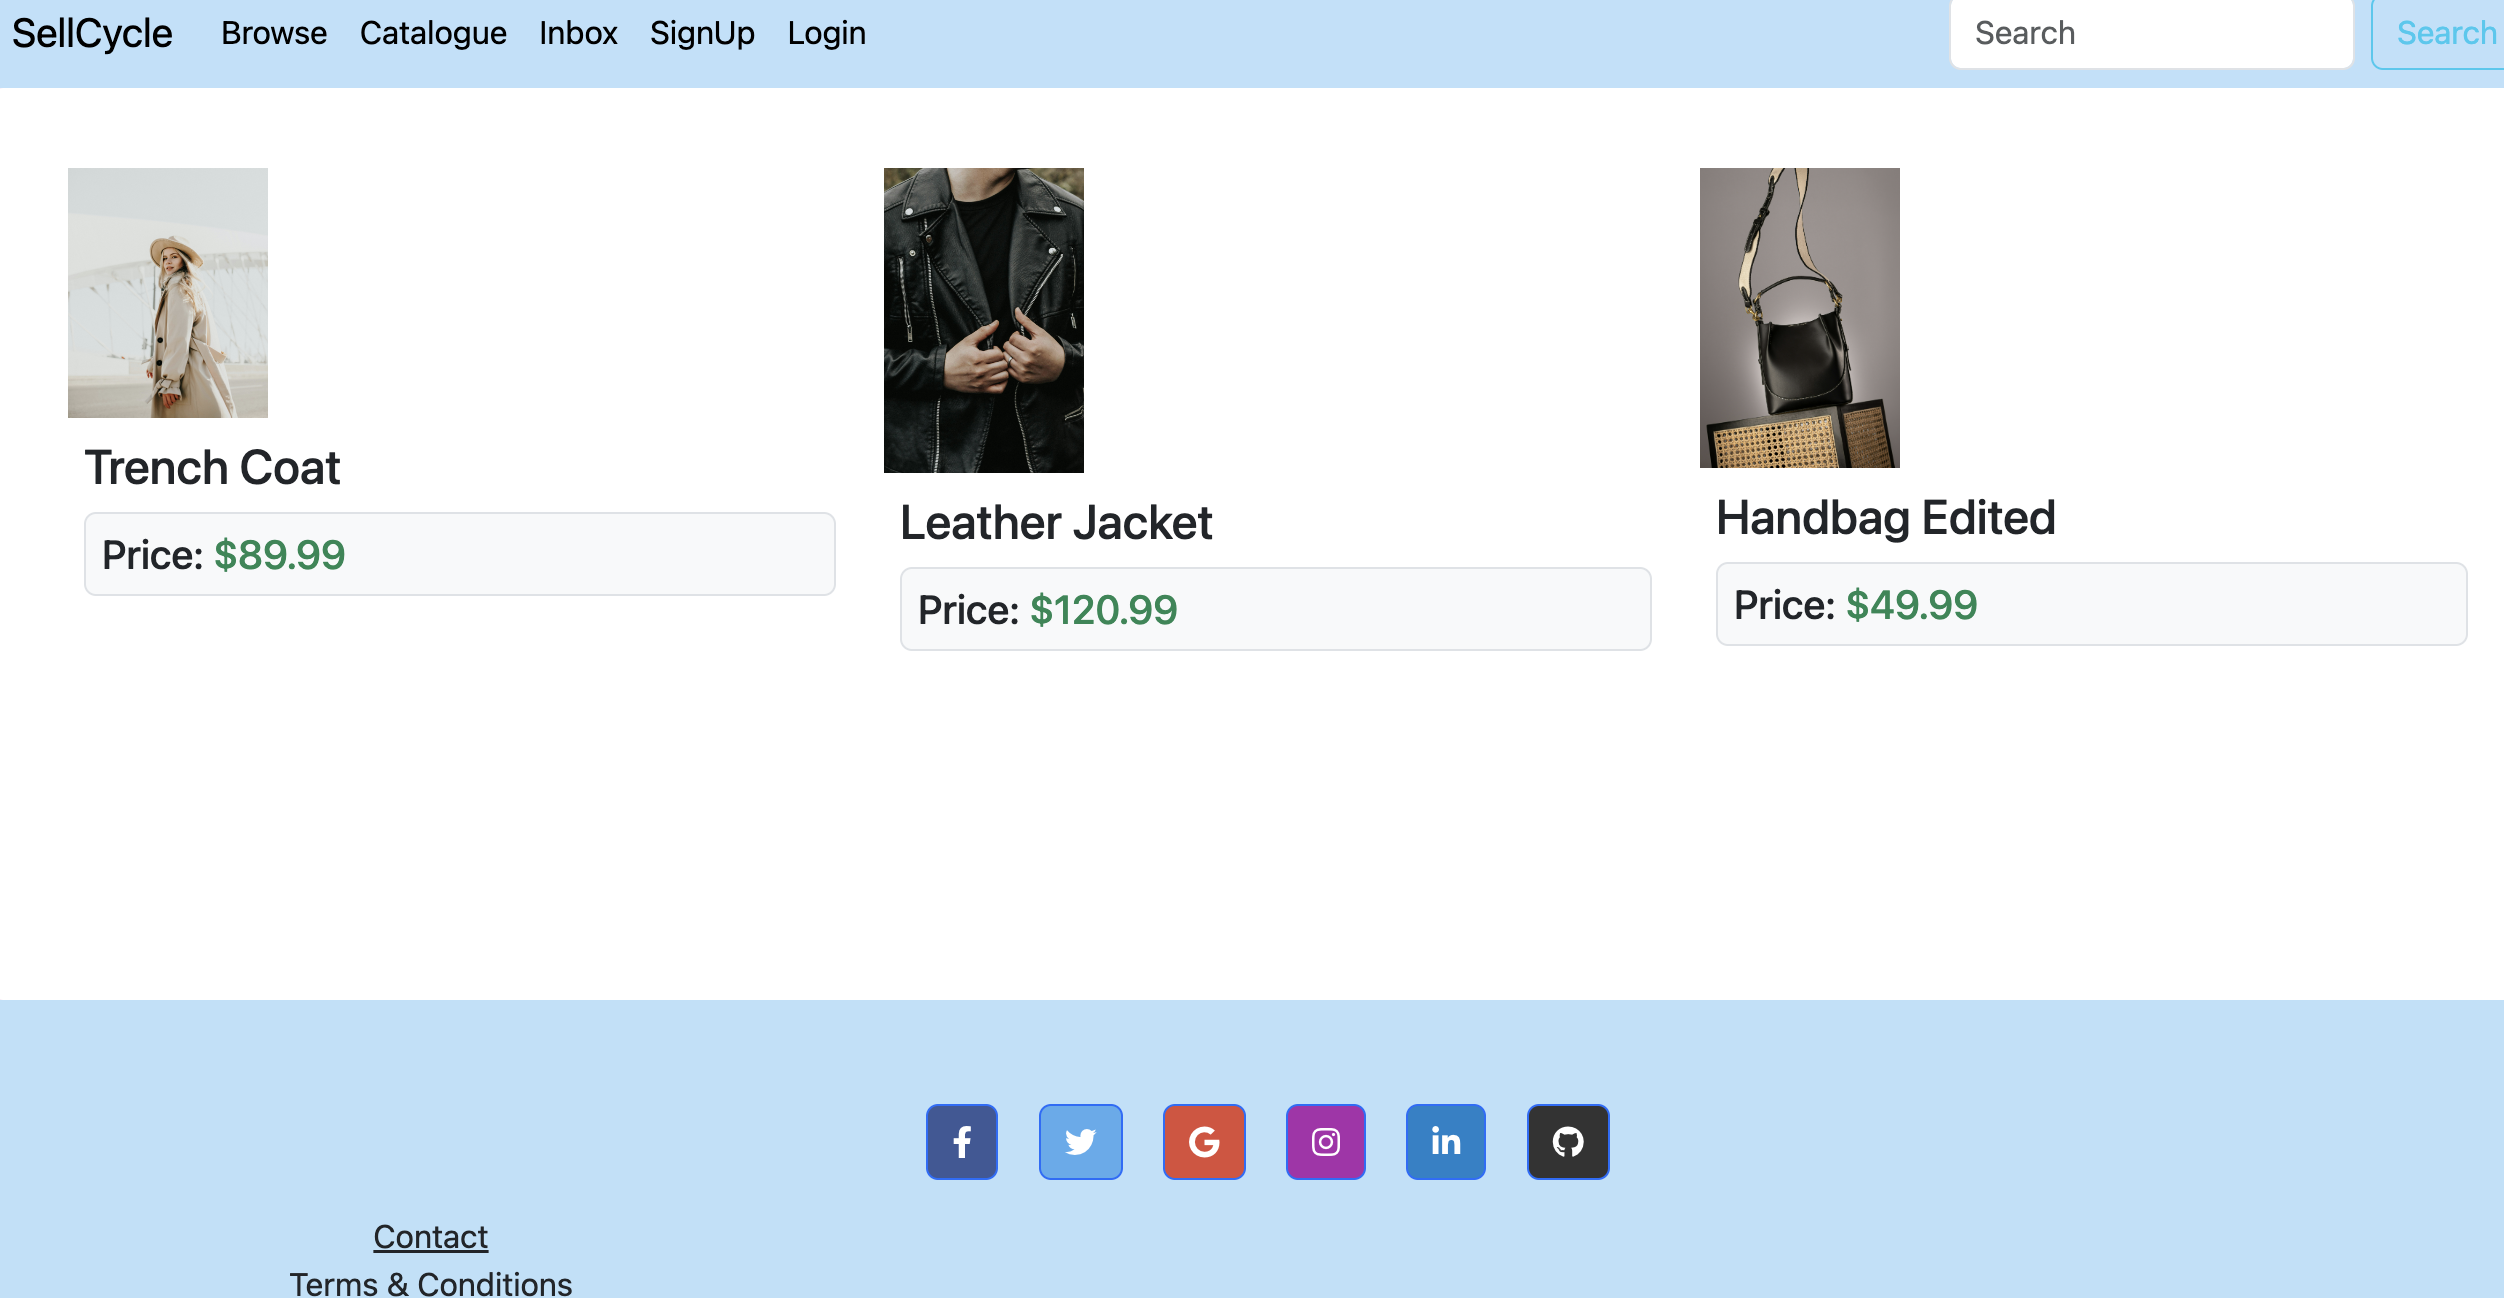 SellCycle Browse Catalogue Inbox SignUp Login Search Search
Trench Coat
Price: $89.99
Leather Jacket
Price: $120.99
Handbag Edited
Price: $49.99
Contact
Terms & Conditions